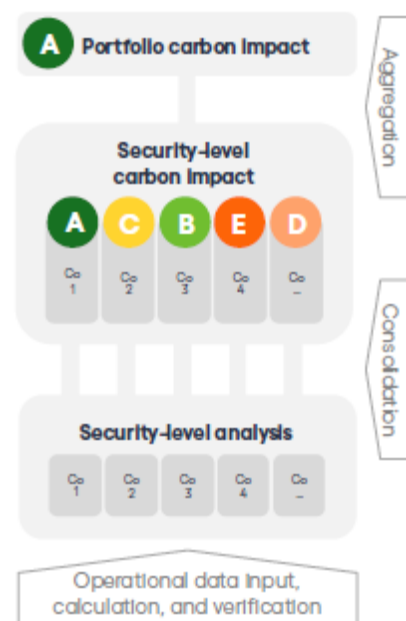 A Portfolio carbon impact
Aggregation
Security-level
carbon impact
A C B E D
Co Co Co Co Co
1 2 3 4 ...
Consolidation
Security-level analysis
Co Co Co Co Co
1 2 3 4 ...
Operational data input,
calculation, and verification